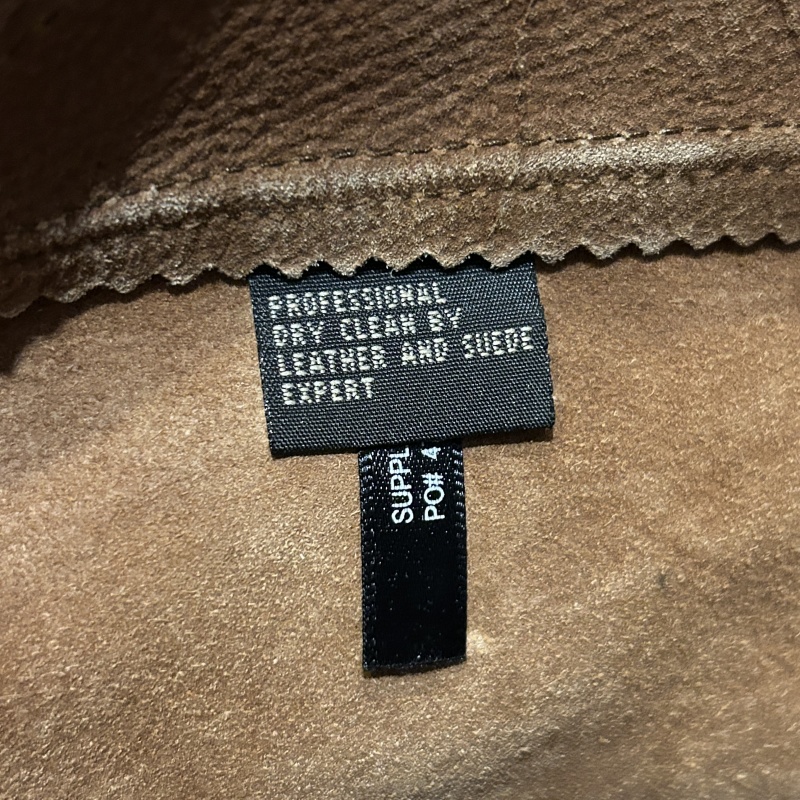 PROFESSIONAL
DRY CLEAN BY
LEATHER AND SUEDE
EXPERT
SUPPL
PO# 4